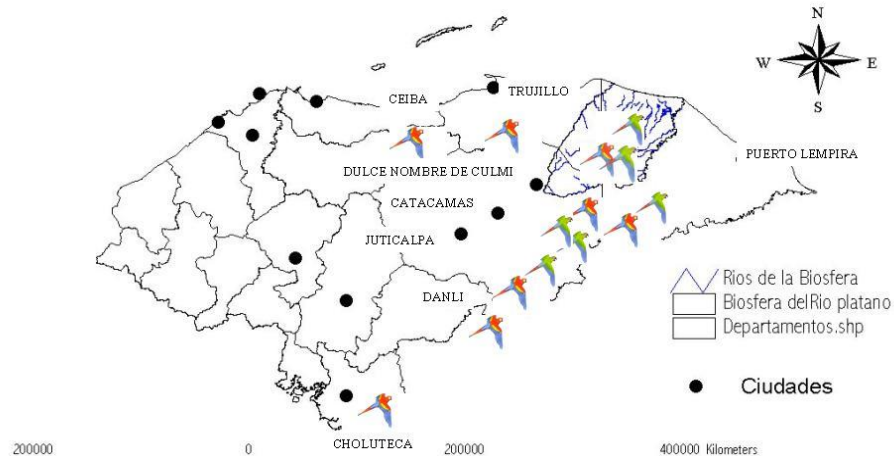 N
W
E
S
CEIBA
TRUJILLO
PUERTO LEMPIRA
DULCE NOMBRE DE CULMI
CATACAMAS
JUTICALPA
DANLI
CHOLUTECA
Rios de la Biosfera
Biosfera del Rio platano
Departamentos.shp
Ciudades
200000 0 200000 400000 Kilometers